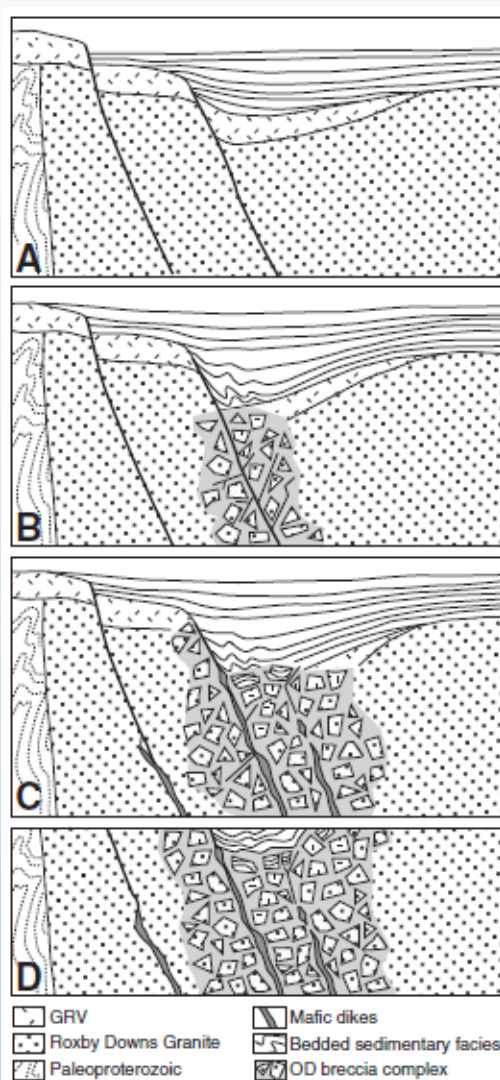 A
B
C
D
GRV
Mafic dikes
Roxby Downs Granite
Bedded sedimentary facies
Paleoproterozoic
OD breccia complex